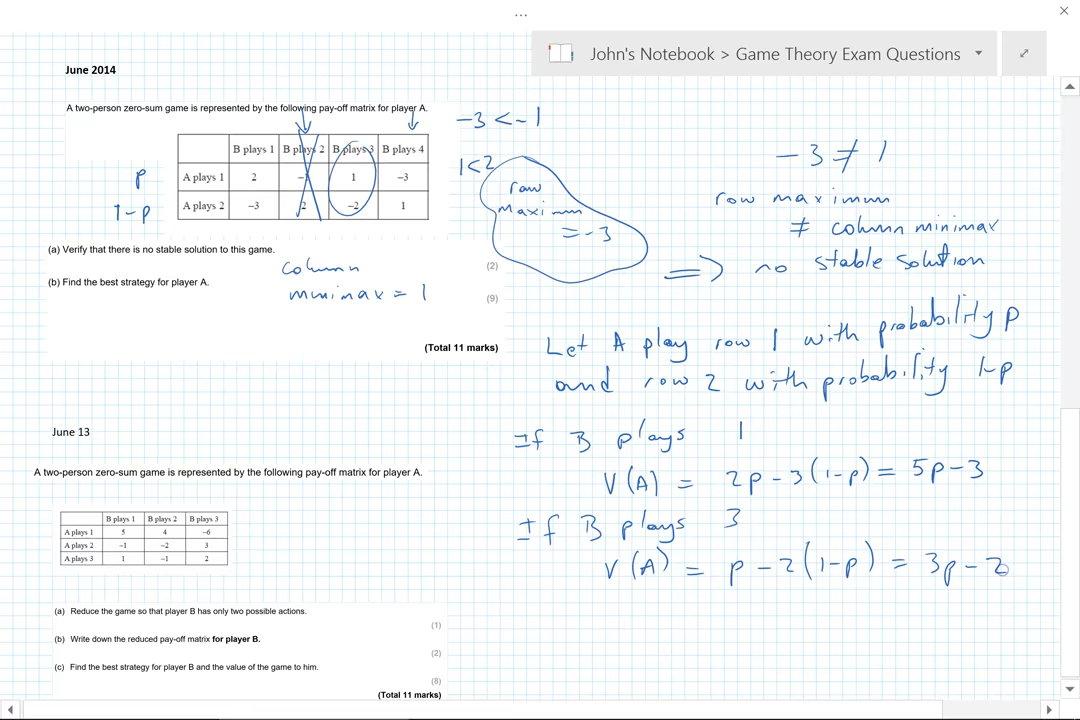 John's Notebook > Game Theory Exam Questions
June 2014
A two-person zero-sum game is represented by the following pay-off matrix for player A.
B plays 1 B plays 2 B plays 3 B plays 4
A plays 1 2 -1 1 -3
A plays 2 -3 2 -2 1
p
1-p
(a) Verify that there is no stable solution to this game.
(2)
(b) Find the best strategy for player A.
(9)
(Total 11 marks)
column
minimax = 1
-3 < -1
1<2
row
maximum
= -3
-3 ≠ 1
row maximum
≠ column minimax
=> no stable solution
Let A play row 1 with probability p
and row 2 with probability 1-p
If B plays 1
V(A) = 2p - 3(1-p) = 5p - 3
If B plays 3
V(A) = p - 2(1-p) = 3p - 2
June 13
A two-person zero-sum game is represented by the following pay-off matrix for player A.
B plays 1 B plays 2 B plays 3
A plays 1 5 4 -6
A plays 2 -1 -2 3
A plays 3 1 -1 2
(a) Reduce the game so that player B has only two possible actions.
(1)
(b) Write down the reduced pay-off matrix for player B.
(2)
(c) Find the best strategy for player B and the value of the game to him.
(8)
(Total 11 marks)